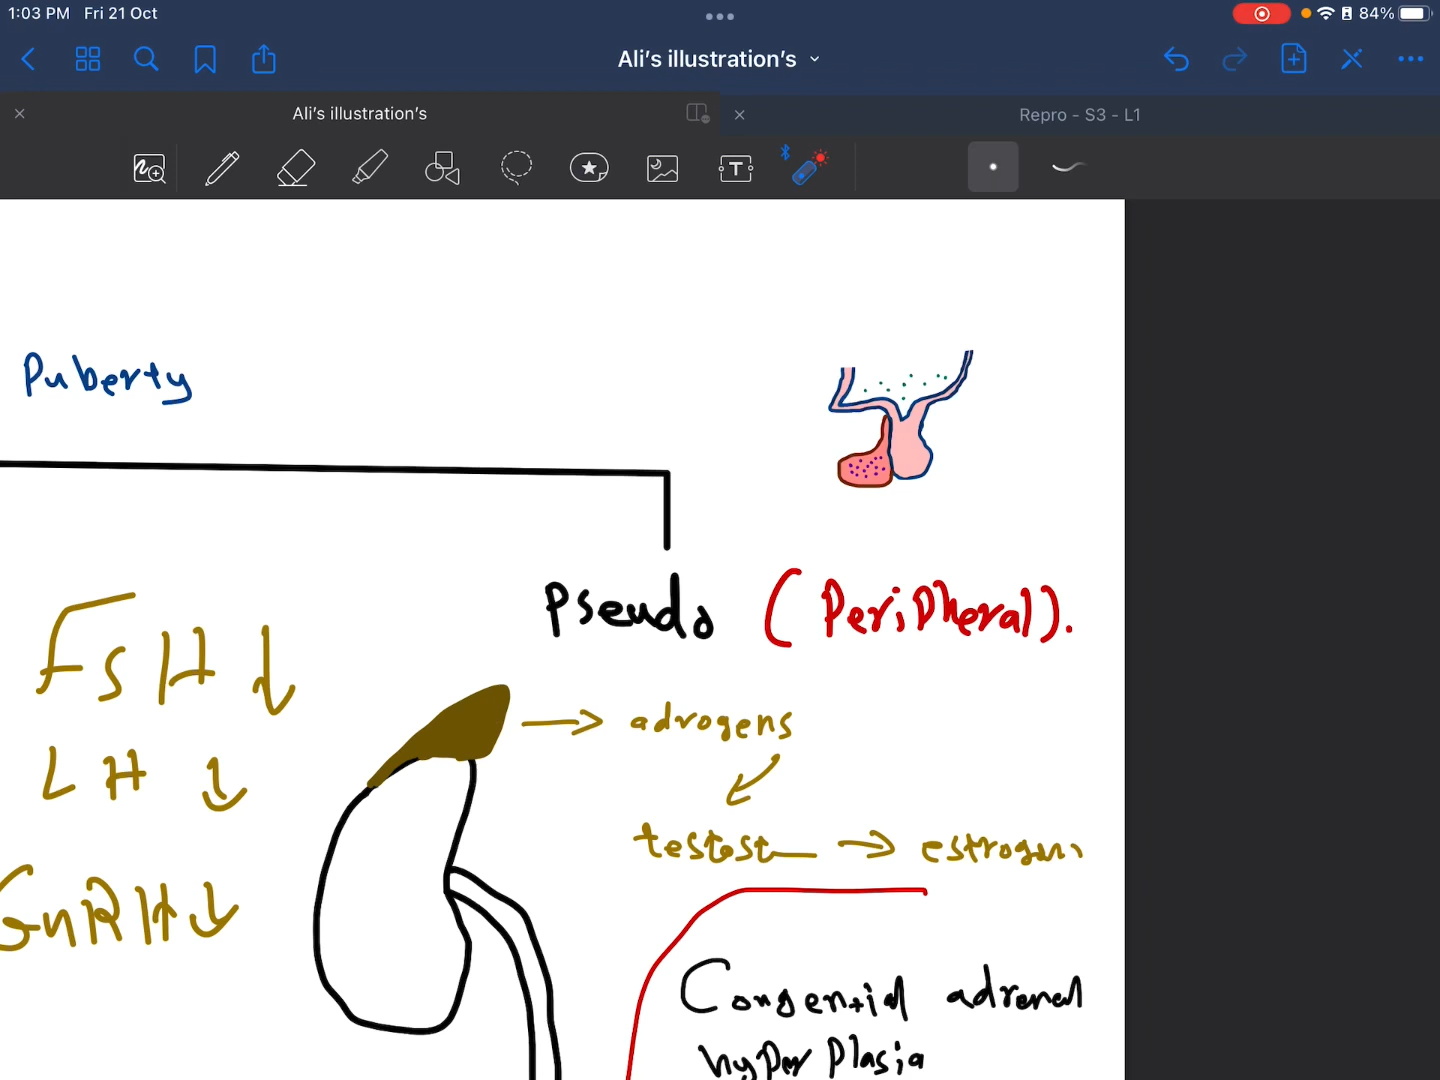 1:03 PM Fri 21 Oct
84%
Ali's illustration's
Ali's illustration's
Repro - S3 - L1
Puberty
Pseudo (Peripheral).
FSH ↓
→ adrogens
LH ↓
testost → estrogens
GnRH ↓
Congential adrenal
hyper plasia